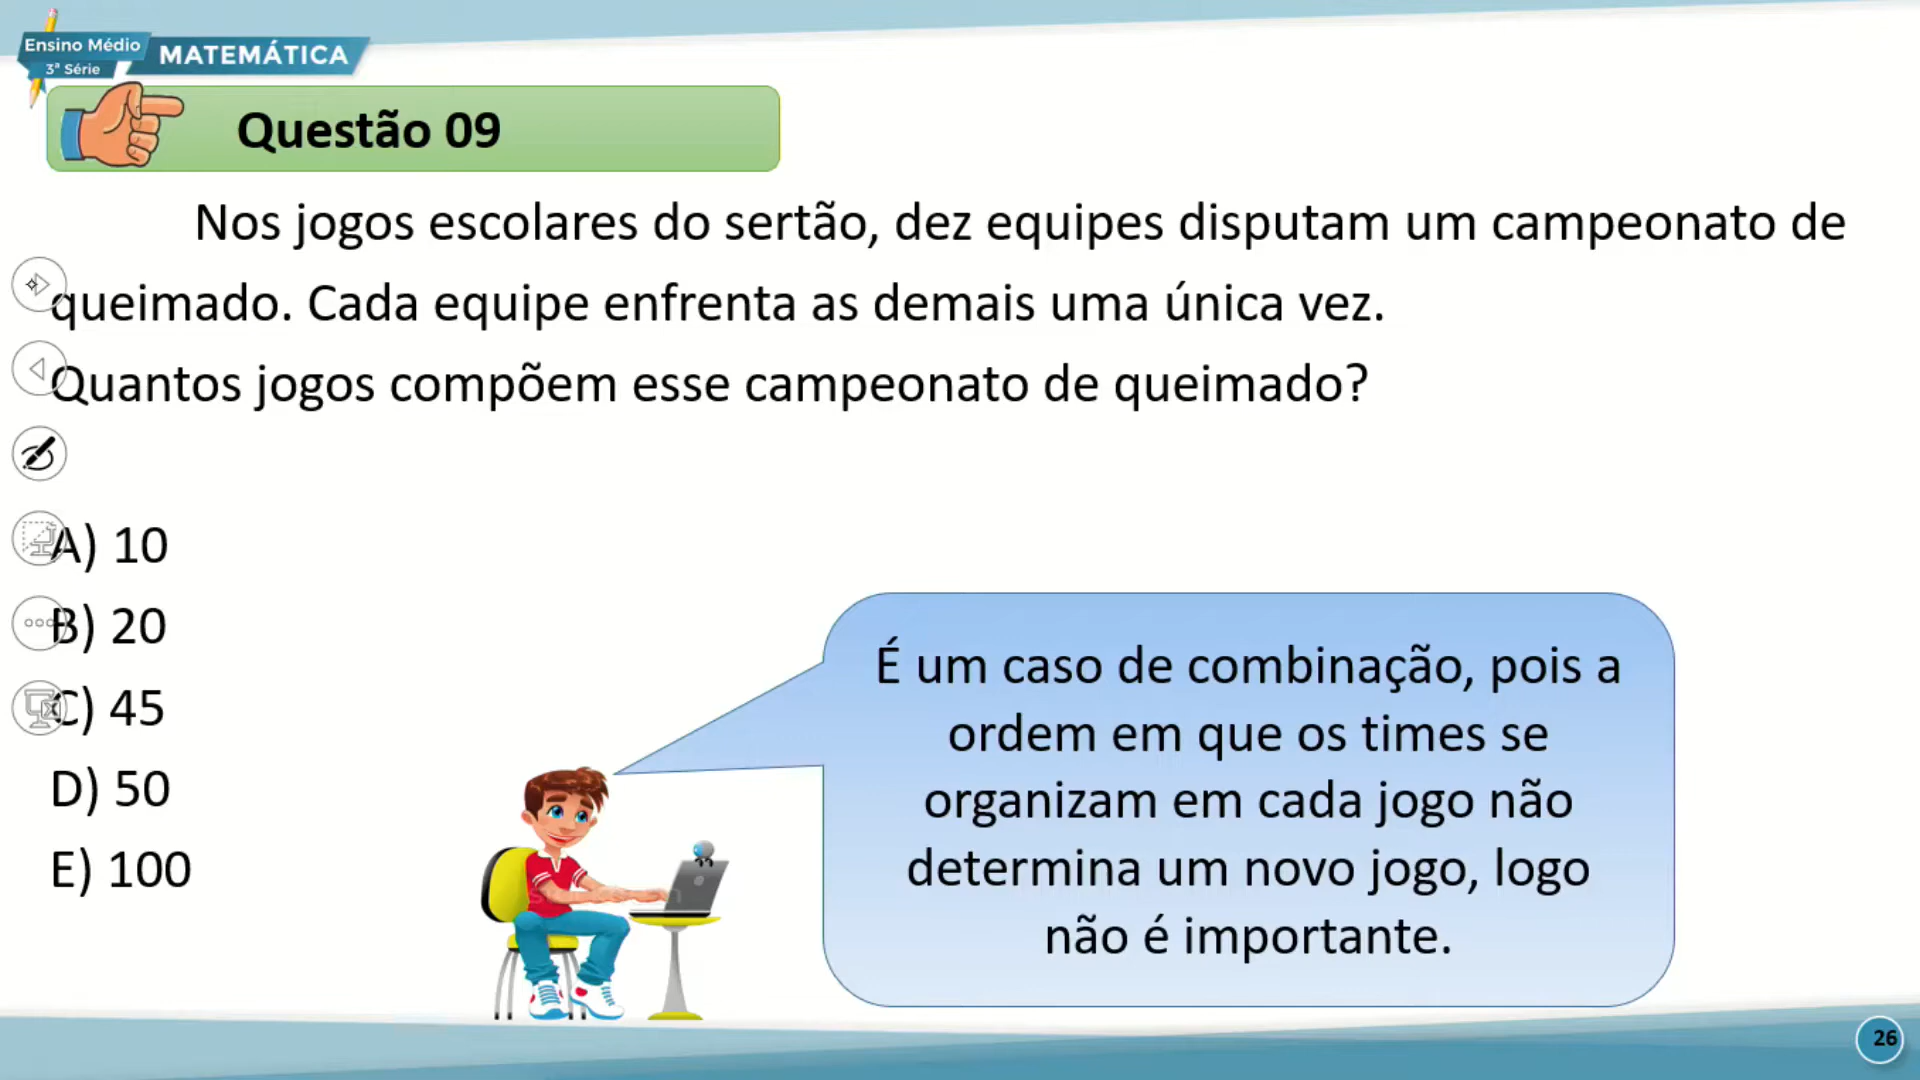 Ensino Médio
3ª Série
MATEMÁTICA
Questão 09
Nos jogos escolares do sertão, dez equipes disputam um campeonato de
queimado. Cada equipe enfrenta as demais uma única vez.
Quantos jogos compõem esse campeonato de queimado?
A) 10
B) 20
C) 45
D) 50
E) 100
É um caso de combinação, pois a
ordem em que os times se
organizam em cada jogo não
determina um novo jogo, logo
não é importante.
26